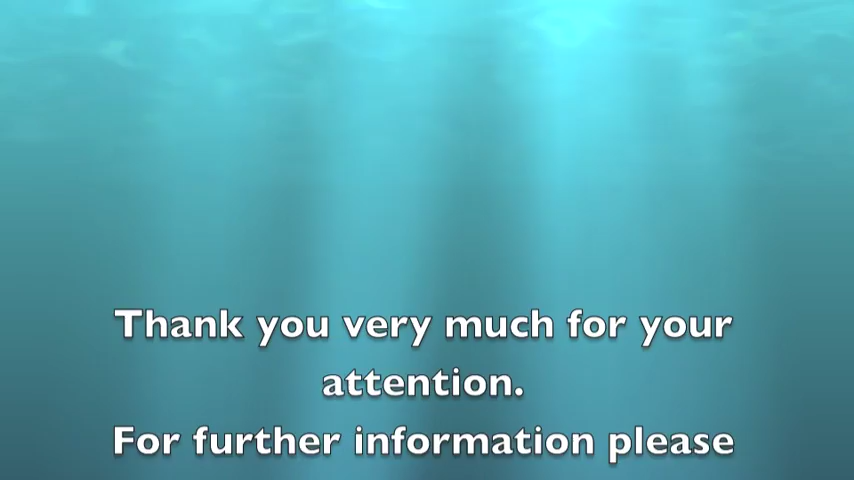 Thank you very much for your
attention.
For further information please